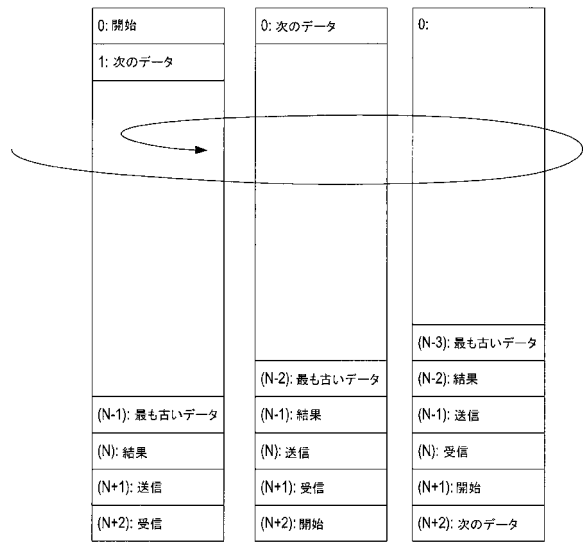 0: 開始
1: 次のデータ
(N-1): 最も古いデータ
(N): 結果
(N+1): 送信
(N+2): 受信
0: 次のデータ
(N-2): 最も古いデータ
(N-1): 結果
(N): 送信
(N+1): 受信
(N+2): 開始
0:
(N-3): 最も古いデータ
(N-2): 結果
(N-1): 送信
(N): 受信
(N+1): 開始
(N+2): 次のデータ